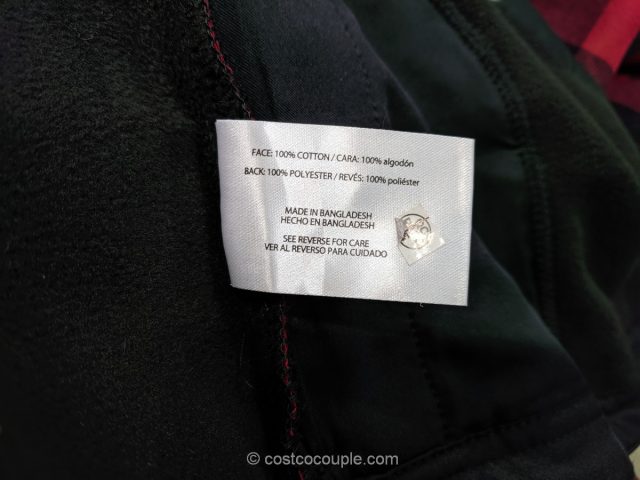 FACE: 100% COTTON / CARA: 100% algodón
BACK: 100% POLYESTER / REVÉS: 100% poliéster
MADE IN BANGLADESH
HECHO EN BANGLADESH
SEE REVERSE FOR CARE
VER AL REVERSO PARA CUIDADO
© costcocouple.com